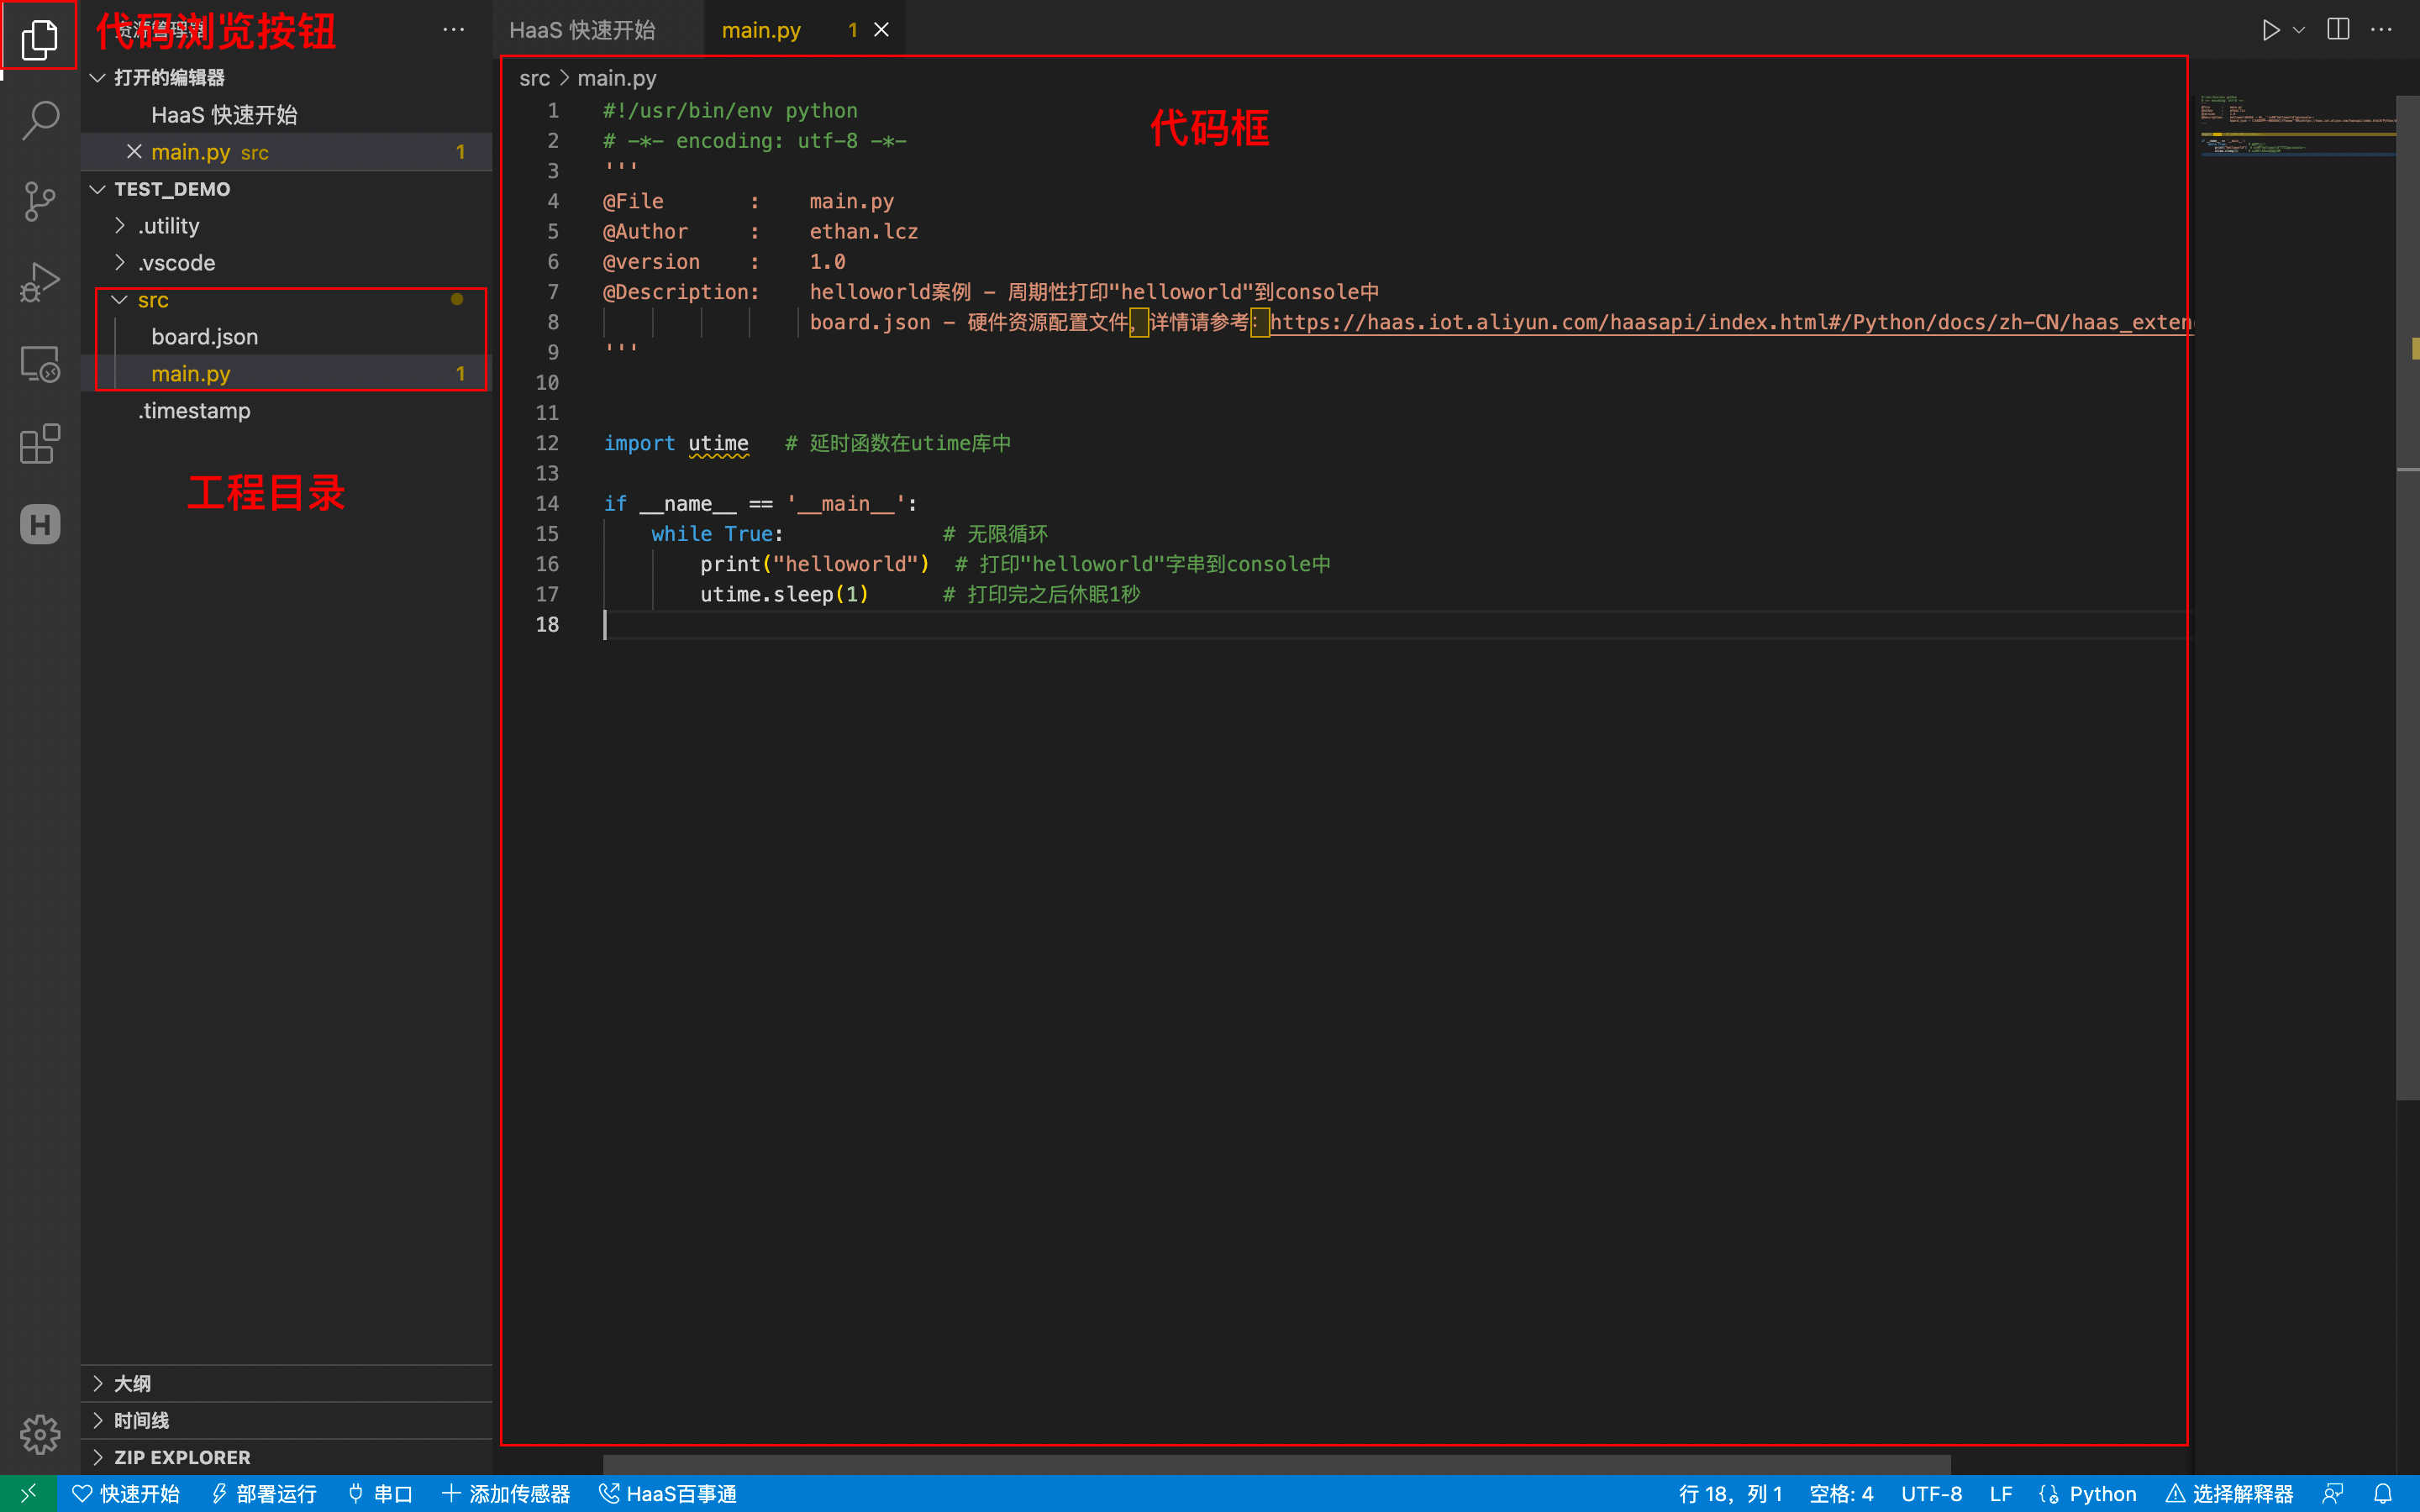 代码浏览按钮
资源管理器
打开的编辑器
HaaS 快速开始
main.py src 1
TEST_DEMO
.utility
.vscode
src
board.json
main.py 1
.timestamp
工程目录
大纲
时间线
ZIP EXPLORER
HaaS 快速开始
main.py 1
src > main.py
代码框
1 #!/usr/bin/env python
2 # -*- encoding: utf-8 -*-
3 '''
4 @File       :    main.py
5 @Author     :    ethan.lcz
6 @version    :    1.0
7 @Description:    helloworld案例 - 周期性打印"helloworld"到console中
8                 board.json - 硬件资源配置文件，详情请参考：https://haas.iot.aliyun.com/haasapi/index.html#/Python/docs/zh-CN/haas_exten
9 '''
10
11
12 import utime   # 延时函数在utime库中
13
14 if __name__ == '__main__':
15     while True:             # 无限循环
16         print("helloworld")  # 打印"helloworld"字串到console中
17         utime.sleep(1)      # 打印完之后休眠1秒
18
快速开始 部署运行 串口 添加传感器 HaaS百事通 行 18，列 1 空格: 4 UTF-8 LF Python 选择解释器